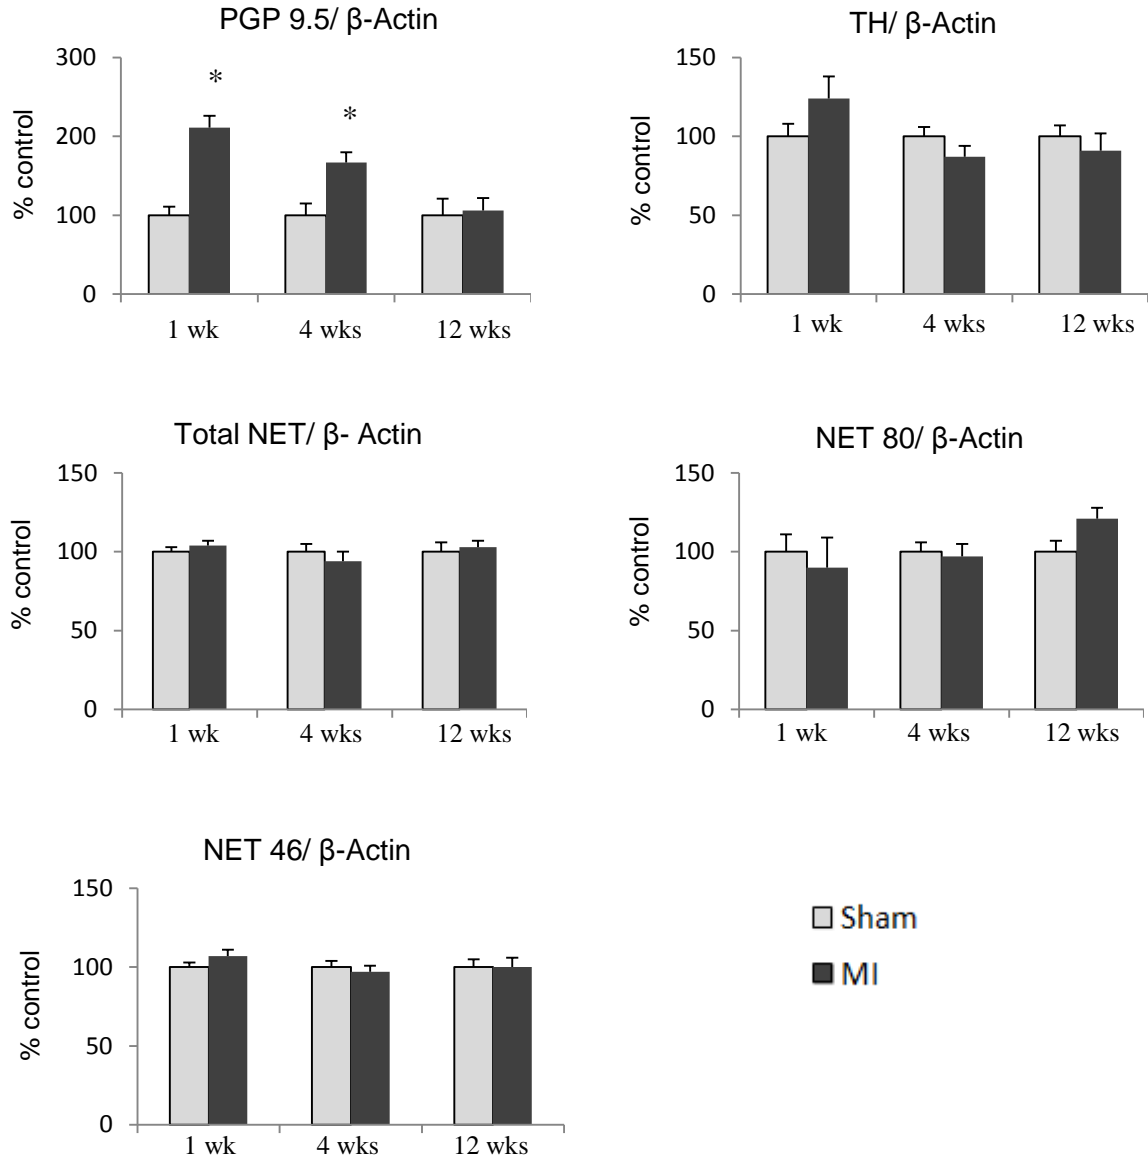 PGP 9.5/ β-Actin
300
200
100
0
% control
*
*
1 wk
4 wks
12 wks
TH/ β-Actin
150
100
50
0
% control
1 wk
4 wks
12 wks
Total NET/ β- Actin
150
100
50
0
% control
1 wk
4 wks
12 wks
NET 80/ β-Actin
150
100
50
0
% control
1 wk
4 wks
12 wks
NET 46/ β-Actin
150
100
50
0
% control
1 wk
4 wks
12 wks
Sham
MI